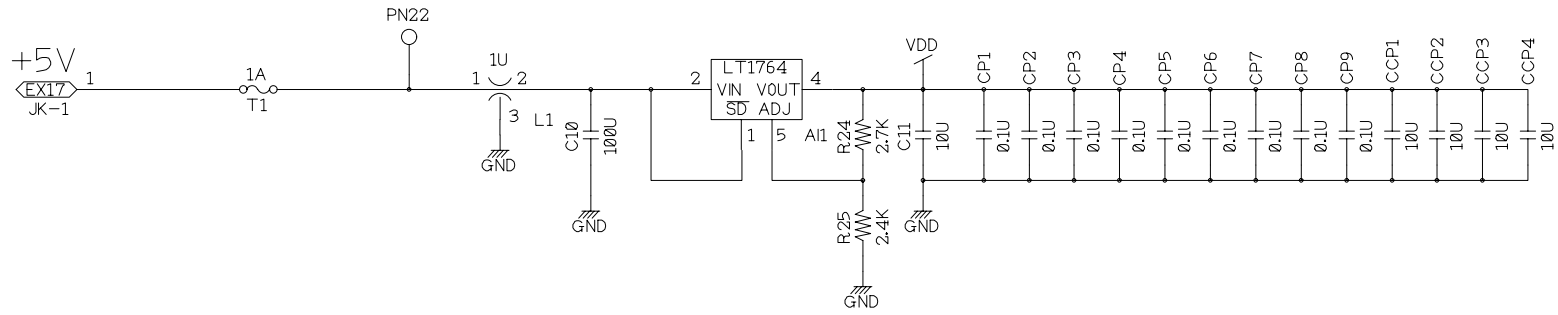 PN22
+5V
1
EX17
JK-1
1A
T1
1U
1 2
3
L1
GND
C10
100U
GND
2
LT1764
VIN VOUT
SD ADJ
4
1
5
AI1
R24
2.7K
R25
2.4K
GND
VDD
C11
10U
GND
CP1
0.1U
CP2
0.1U
CP3
0.1U
CP4
0.1U
CP5
0.1U
CP6
0.1U
CP7
0.1U
CP8
0.1U
CP9
0.1U
CCP1
10U
CCP2
10U
CCP3
10U
CCP4
10U